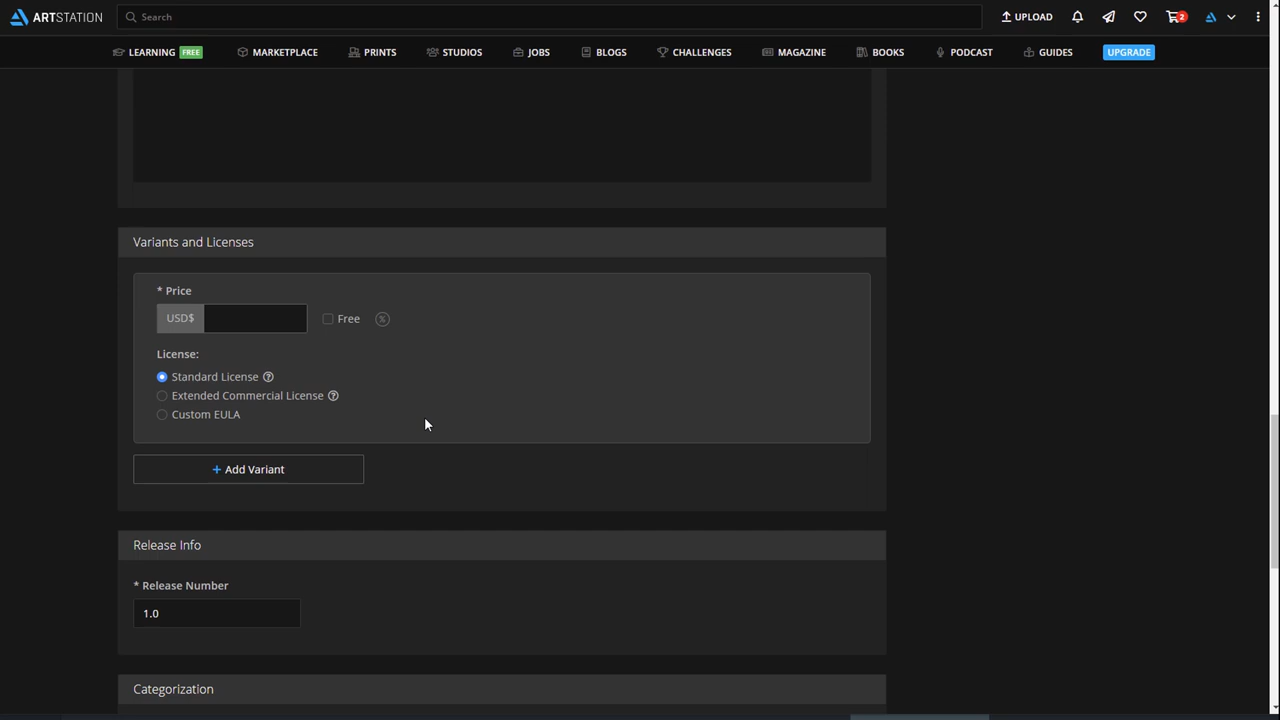 ARTSTATION
Search
UPLOAD
2
LEARNING FREE MARKETPLACE PRINTS STUDIOS JOBS BLOGS CHALLENGES MAGAZINE BOOKS PODCAST GUIDES UPGRADE
Variants and Licenses
* Price
USD$ Free
License:
Standard License
Extended Commercial License
Custom EULA
+ Add Variant
Release Info
* Release Number
1.0
Categorization